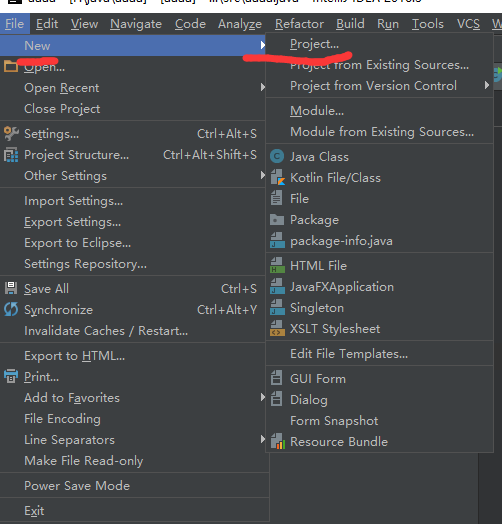 File Edit View Navigate Code Analyze Refactor Build Run Tools VCS
New
Open...
Open Recent
Close Project
Settings... Ctrl+Alt+S
Project Structure... Ctrl+Alt+Shift+S
Other Settings
Import Settings...
Export Settings...
Export to Eclipse...
Settings Repository...
Save All Ctrl+S
Synchronize Ctrl+Alt+Y
Invalidate Caches / Restart...
Export to HTML...
Print...
Add to Favorites
File Encoding
Line Separators
Make File Read-only
Power Save Mode
Exit
Project...
Project from Existing Sources...
Project from Version Control
Module...
Module from Existing Sources...
Java Class
Kotlin File/Class
File
Package
package-info.java
HTML File
JavaFXApplication
Singleton
XSLT Stylesheet
Edit File Templates...
GUI Form
Dialog
Form Snapshot
Resource Bundle